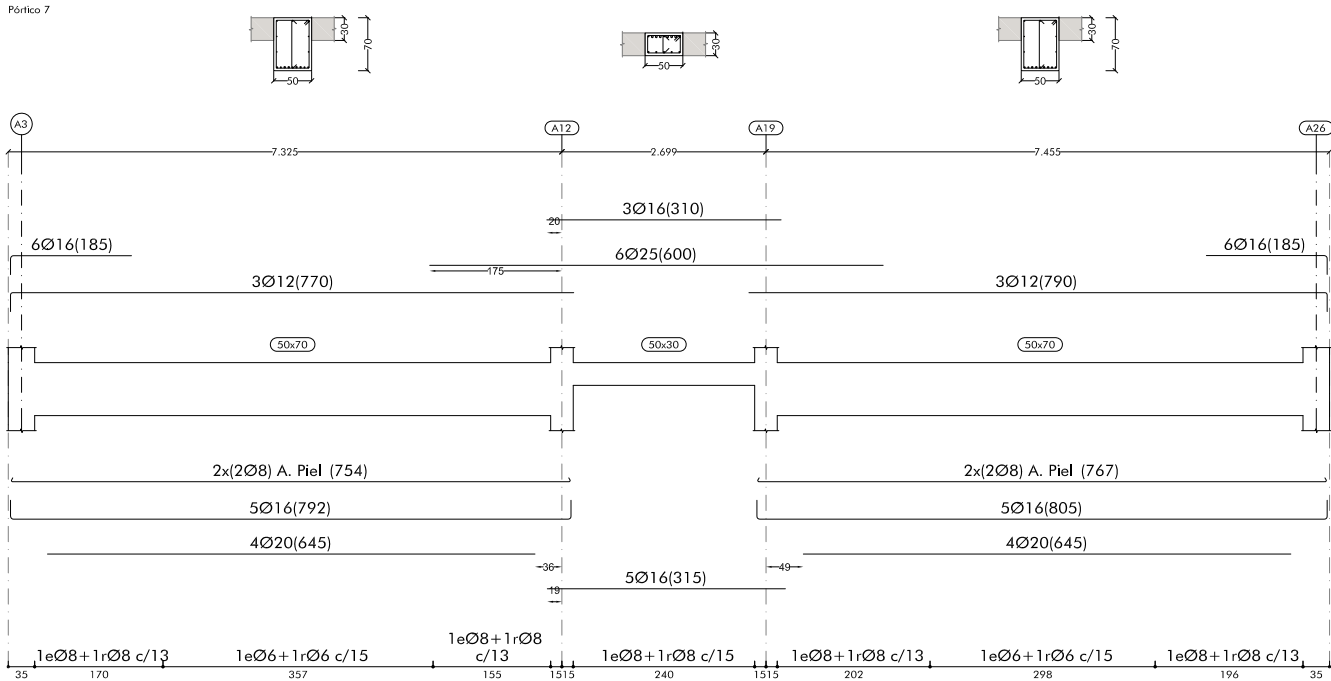 Pórtico 7
30
70
50
30
50
30
70
50
A3
A12
A19
A26
7.325
2.699
7.455
3Ø16(310)
20
6Ø16(185)
6Ø25(600)
6Ø16(185)
175
3Ø12(770)
3Ø12(790)
50x70
50x30
50x70
2x(2Ø8) A. Piel (754)
2x(2Ø8) A. Piel (767)
5Ø16(792)
5Ø16(805)
4Ø20(645)
4Ø20(645)
36
49
5Ø16(315)
19
1eØ8+1rØ8 c/13
1eØ6+1rØ6 c/15
1eØ8+1rØ8
c/13
1eØ8+1rØ8 c/15
1eØ8+1rØ8 c/13
1eØ6+1rØ6 c/15
1eØ8+1rØ8 c/13
35
170
357
155
1515
240
1515
202
298
196
35